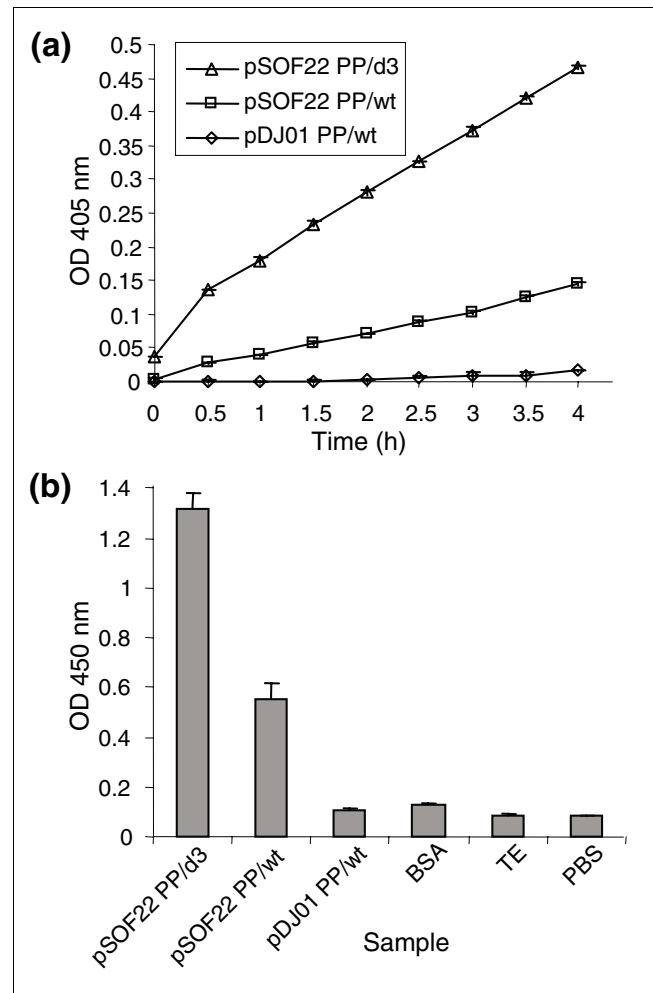 (a)
0.5
0.45
0.4
0.35
0.3
0.25
0.2
0.15
0.1
0.05
0
OD 405 nm
pSOF22 PP/d3
pSOF22 PP/wt
pDJ01 PP/wt
0 0.5 1 1.5 2 2.5 3 3.5 4
Time (h)
(b)
1.4
1.2
1
0.8
0.6
0.4
0.2
0
OD 450 nm
pSOF22 PP/d3
pSOF22 PP/wt
pDJ01 PP/wt
BSA
TE
PBS
Sample